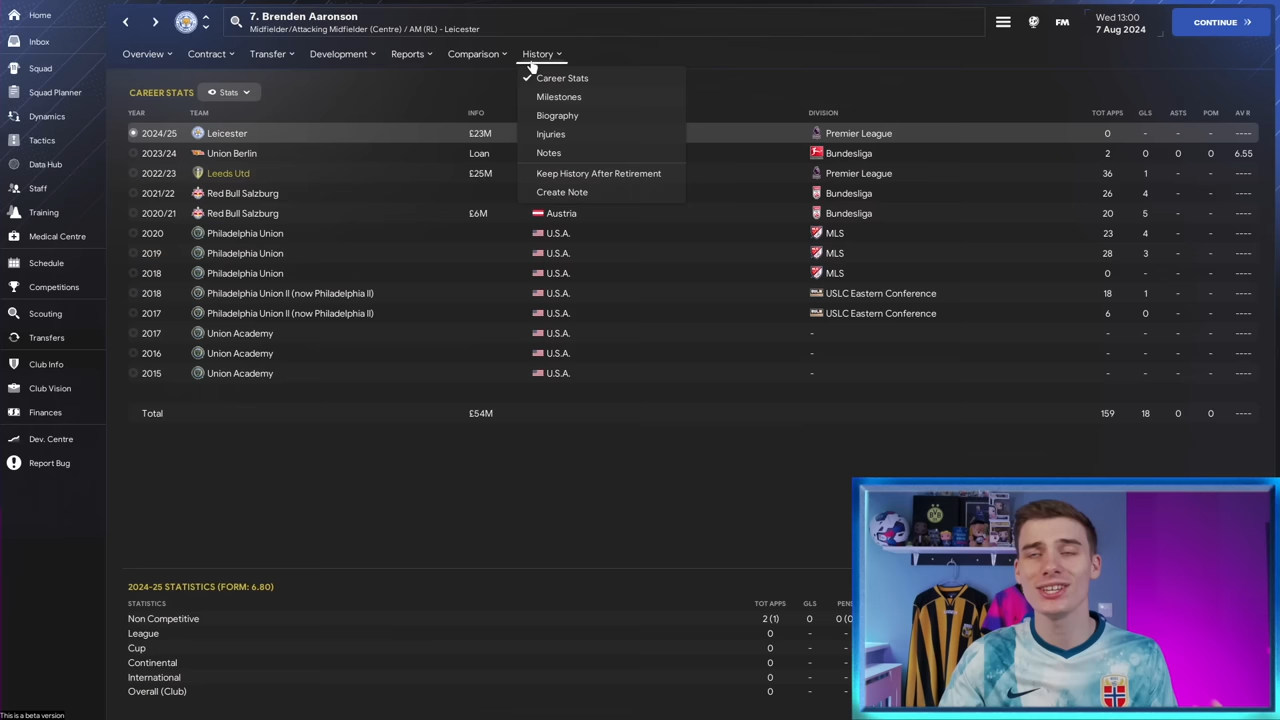 Home
Inbox
Squad
Squad Planner
Dynamics
Tactics
Data Hub
Staff
Training
Medical Centre
Schedule
Competitions
Scouting
Transfers
Club Info
Club Vision
Finances
Dev. Centre
Report Bug
This is a beta version
7. Brenden Aaronson
Midfielder/Attacking Midfielder (Centre) / AM (RL) - Leicester
FM
Wed 13:00
7 Aug 2024
CONTINUE
Overview Contract Transfer Development Reports Comparison History
Career Stats
Milestones
Biography
Injuries
Notes
Keep History After Retirement
Create Note
CAREER STATS Stats
YEAR TEAM INFO DIVISION TOT APPS GLS ASTS POM AV R
2024/25 Leicester £23M Premier League 0 - - - ----
2023/24 Union Berlin Loan Bundesliga 2 0 0 0 6.55
2022/23 Leeds Utd £25M Premier League 36 1 - - ----
2021/22 Red Bull Salzburg Bundesliga 26 4 - - ----
2020/21 Red Bull Salzburg £6M Austria Bundesliga 20 5 - - ----
2020 Philadelphia Union U.S.A. MLS 23 4 - - ----
2019 Philadelphia Union U.S.A. MLS 28 3 - - ----
2018 Philadelphia Union U.S.A. MLS 0 - - - ----
2018 Philadelphia Union II (now Philadelphia II) U.S.A. USLC Eastern Conference 18 1 - - ----
2017 Philadelphia Union II (now Philadelphia II) U.S.A. USLC Eastern Conference 6 0 - - ----
2017 Union Academy U.S.A. - - - - - ----
2016 Union Academy U.S.A. - - - - - ----
2015 Union Academy U.S.A. - - - - - ----
Total £54M 159 18 0 0 ----
2024-25 STATISTICS (FORM: 6.80)
STATISTICS TOT APPS GLS PENS
Non Competitive 2 (1) 0 0 (0
League 0 - -
Cup 0 - -
Continental 0 - -
International 0 - -
Overall (Club) 0 - -